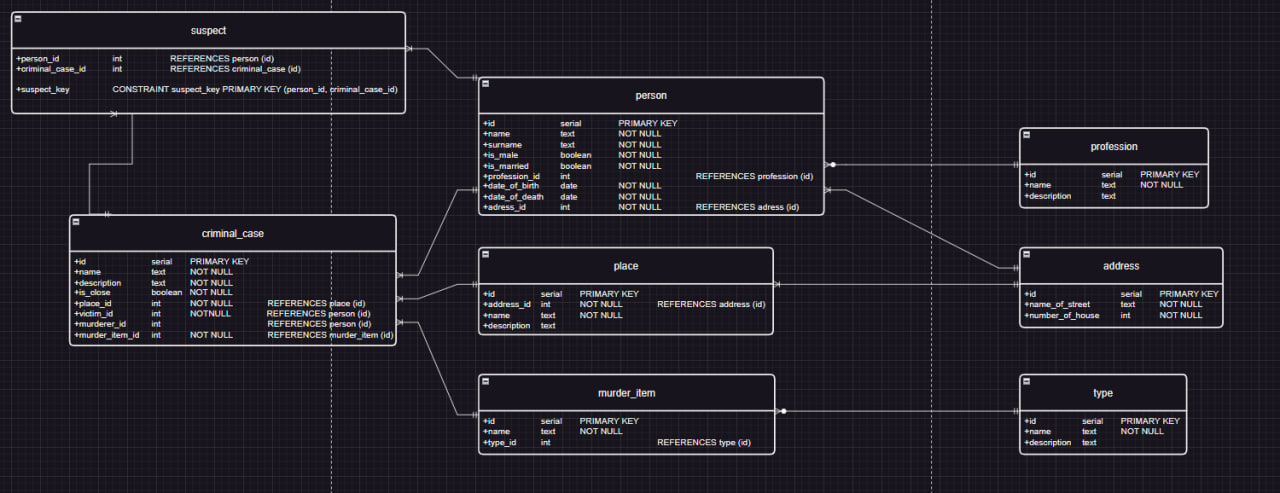 suspect
+person_id int REFERENCES person (id)
+criminal_case_id int REFERENCES criminal_case (id)
+suspect_key CONSTRAINT suspect_key PRIMARY KEY (person_id, criminal_case_id)
person
+id serial PRIMARY KEY
+name text NOT NULL
+surname text NOT NULL
+is_male boolean NOT NULL
+is_married boolean NOT NULL
+profession_id int REFERENCES profession (id)
+date_of_birth date NOT NULL
+date_of_death date NOT NULL
+adress_id int NOT NULL REFERENCES adress (id)
profession
+id serial PRIMARY KEY
+name text NOT NULL
+description text
criminal_case
+id serial PRIMARY KEY
+name text NOT NULL
+description text NOT NULL
+is_close boolean NOT NULL
+place_id int NOT NULL REFERENCES place (id)
+victim_id int NOTNULL REFERENCES person (id)
+murderer_id int REFERENCES person (id)
+murder_item_id int NOT NULL REFERENCES murder_item (id)
place
+id serial PRIMARY KEY
+address_id int NOT NULL REFERENCES address (id)
+name text NOT NULL
+description text
address
+id serial PRIMARY KEY
+name_of_street text NOT NULL
+number_of_house int NOT NULL
murder_item
+id serial PRIMARY KEY
+name text NOT NULL
+type_id int REFERENCES type (id)
type
+id serial PRIMARY KEY
+name text NOT NULL
+description text